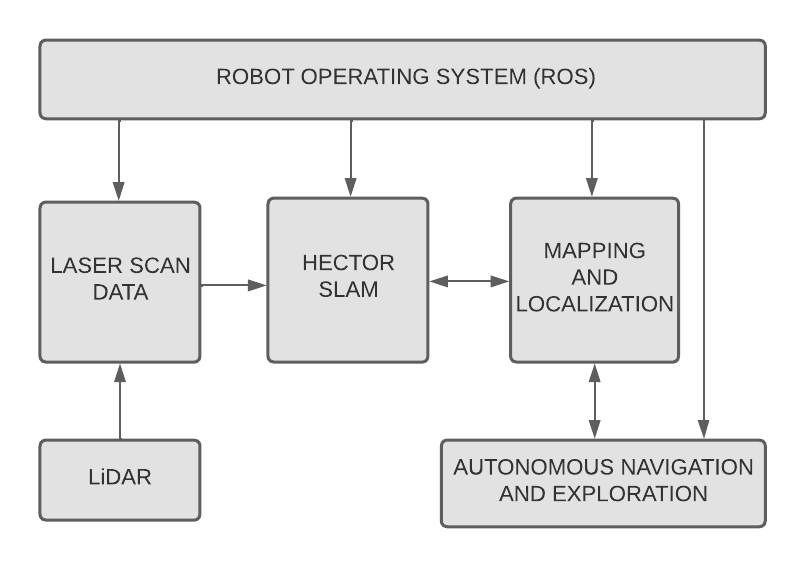 ROBOT OPERATING SYSTEM (ROS)
LASER SCAN
DATA
HECTOR
SLAM
MAPPING
AND
LOCALIZATION
LiDAR
AUTONOMOUS NAVIGATION
AND EXPLORATION